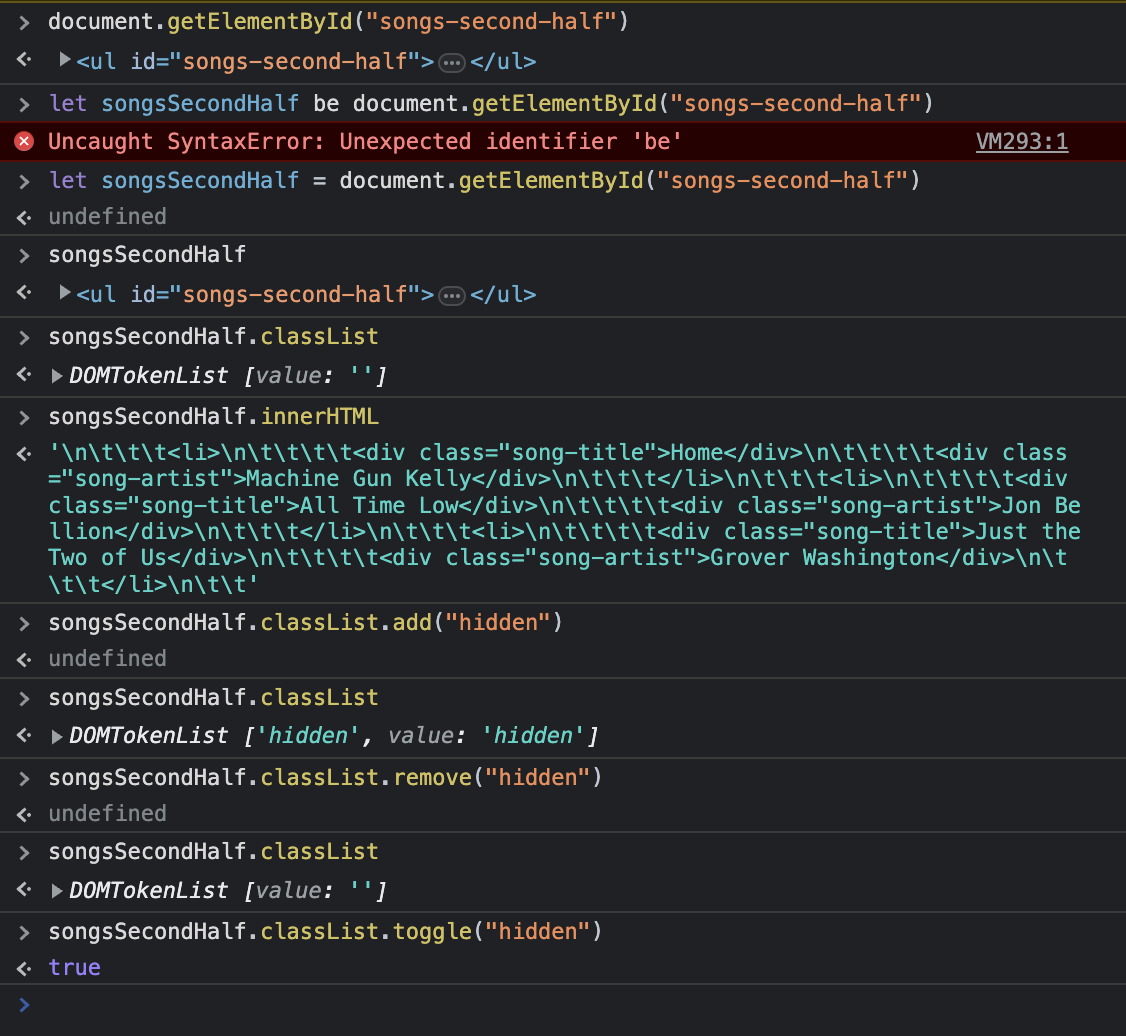 document.getElementById("songs-second-half")
<ul id="songs-second-half">…</ul>
let songsSecondHalf be document.getElementById("songs-second-half")
Uncaught SyntaxError: Unexpected identifier 'be' VM293:1
let songsSecondHalf = document.getElementById("songs-second-half")
undefined
songsSecondHalf
<ul id="songs-second-half">…</ul>
songsSecondHalf.classList
DOMTokenList [value: '']
songsSecondHalf.innerHTML
'\n\t\t\t<li>\n\t\t\t\t<div class="song-title">Home</div>\n\t\t\t\t<div class
="song-artist">Machine Gun Kelly</div>\n\t\t\t</li>\n\t\t\t<li>\n\t\t\t\t<div
class="song-title">All Time Low</div>\n\t\t\t\t<div class="song-artist">Jon Be
llion</div>\n\t\t\t</li>\n\t\t\t<li>\n\t\t\t\t<div class="song-title">Just the
Two of Us</div>\n\t\t\t\t<div class="song-artist">Grover Washington</div>\n\t
\t\t</li>\n\t\t'
songsSecondHalf.classList.add("hidden")
undefined
songsSecondHalf.classList
DOMTokenList ['hidden', value: 'hidden']
songsSecondHalf.classList.remove("hidden")
undefined
songsSecondHalf.classList
DOMTokenList [value: '']
songsSecondHalf.classList.toggle("hidden")
true